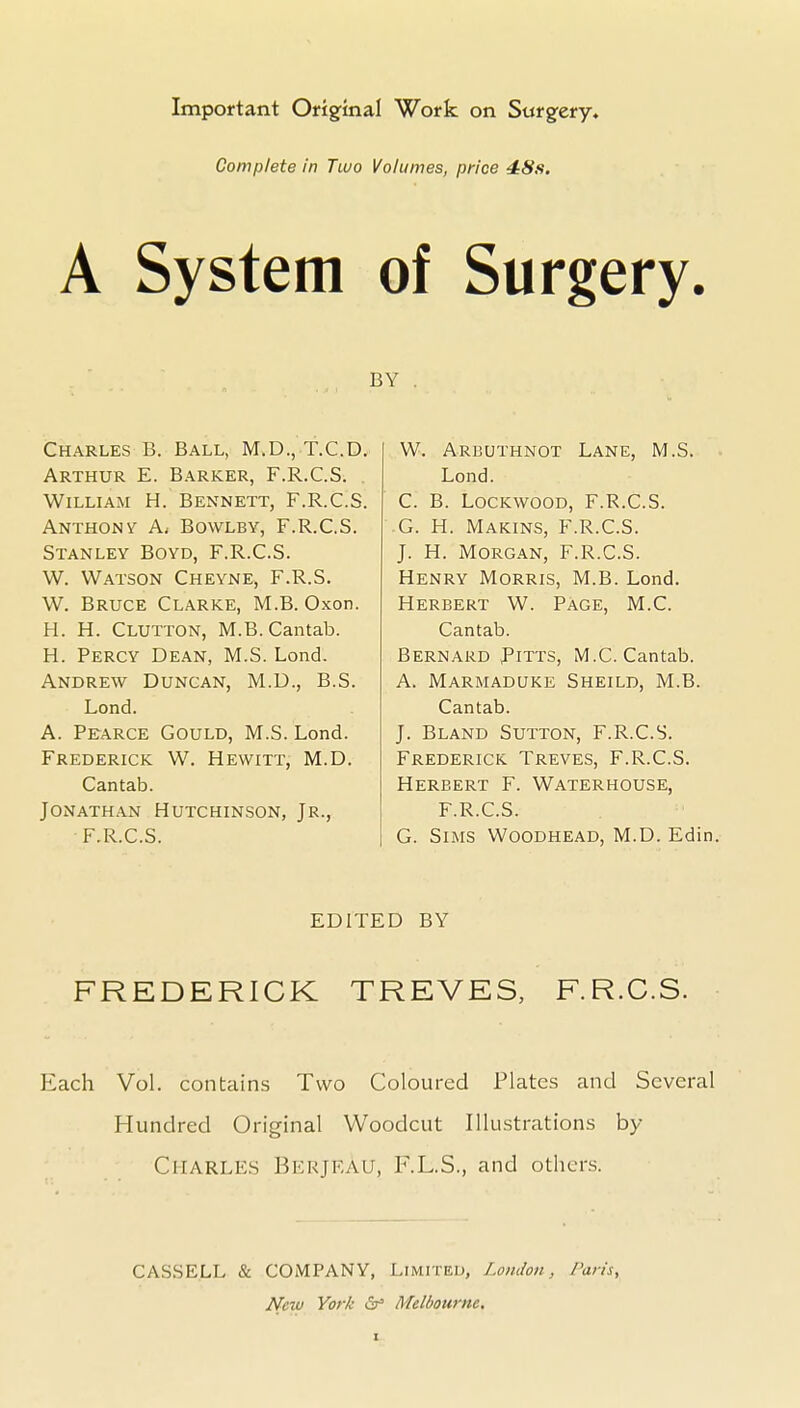 Important Original Work on Surgery.
Complete in Two Volumes, price 48s.
A System of Surgery.
BY
CHARLES B. BALL, M.D., T.C.D.
ARTHUR E. BARKER, F.R.C.S.
WILLIAM H. BENNETT, F.R.C.S.
ANTHONY A. BOWLBY, F.R.C.S.
STANLEY BOYD, F.R.C.S.
W. WATSON CHEYNE, F.R.S.
W. BRUCE CLARKE, M.B. Oxon.
H. H. CLUTTON, M.B. Cantab.
H. PERCY DEAN, M.S. Lond.
ANDREW DUNCAN, M.D., B.S.
Lond.
A. PEARCE GOULD, M.S. Lond.
FREDERICK W. HEWITT, M.D.
Cantab.
JONATHAN HUTCHINSON, JR.,
F.R.C.S.
W. ARBUTHNOT LANE, M.S.
Lond.
C. B. LOCKWOOD, F.R.C.S.
G. H. MAKINS, F.R.C.S.
J. H. MORGAN, F.R.C.S.
HENRY MORRIS, M.B. Lond.
HERBERT W. PAGE, M.C.
Cantab.
BERNARD PITTS, M.C. Cantab.
A. MARMADUKE SHEILD, M.B.
Cantab.
J. BLAND SUTTON, F.R.C.S.
FREDERICK TREVES, F.R.C.S.
HERBERT F. WATERHOUSE,
F.R.C.S.
G. SIMS WOODHEAD, M.D. Edin.
EDITED BY
FREDERICK TREVES, F.R.C.S.
Each Vol. contains Two Coloured Plates and Several
Hundred Original Woodcut Illustrations by
CHARLES BERJEAU, F.L.S., and others.
CASSELL & COMPANY, LIMITED, London, Paris,
New York & Melbourne.
1